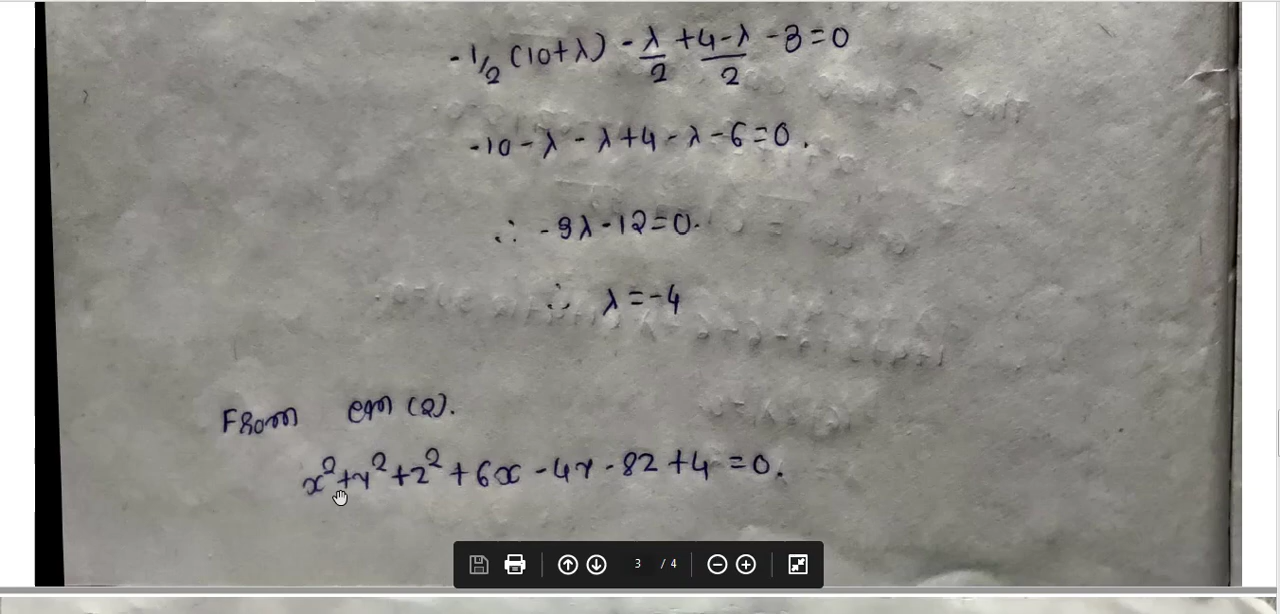 -1/2 (10+λ) - λ/2 + 4-λ/2 - 3 = 0
-10 - λ - λ + 4 - λ - 6 = 0.
∴ -3λ - 12 = 0.
∴ λ = -4
From eqn (2).
x² + y² + z² + 6x - 4y - 8z + 4 = 0.
3 / 4